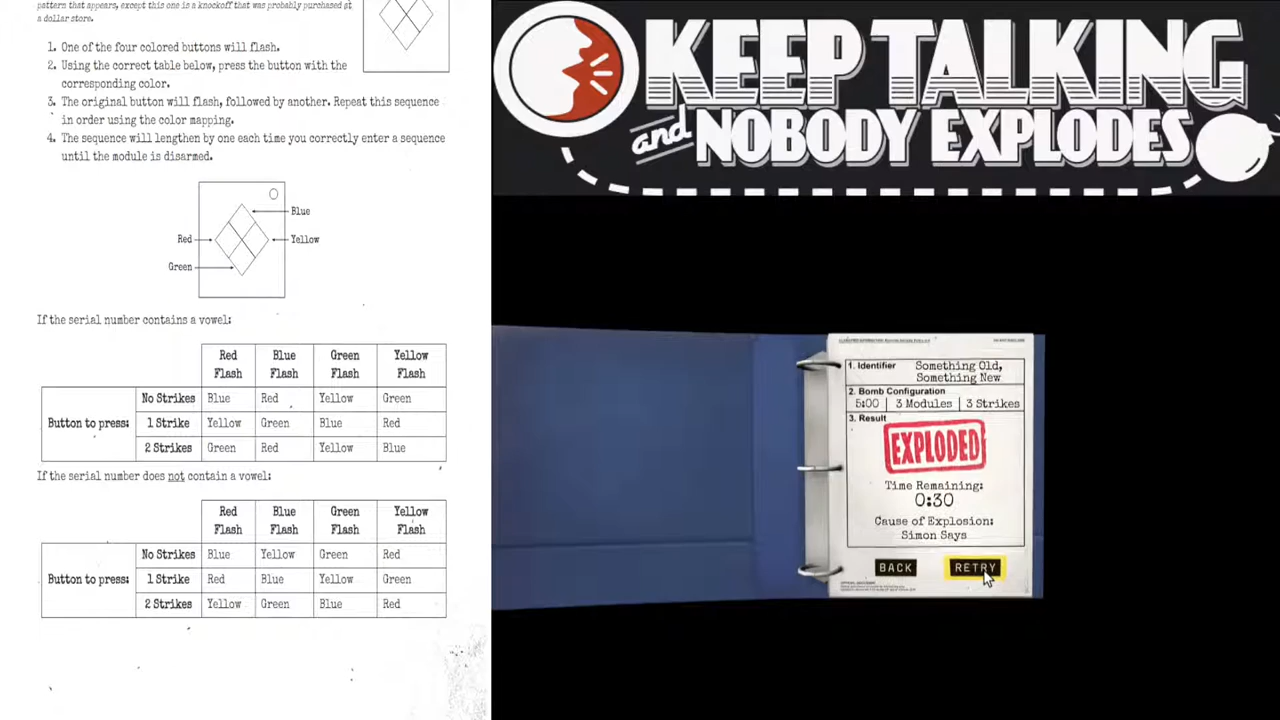 pattern that appears, except this one is a knockoff that was probably purchased at
a dollar store.
1. One of the four colored buttons will flash.
2. Using the correct table below, press the button with the
corresponding color.
3. The original button will flash, followed by another. Repeat this sequence
in order using the color mapping.
4. The sequence will lengthen by one each time you correctly enter a sequence
until the module is disarmed.
Blue
Red
Yellow
Green
If the serial number contains a vowel:
Red Flash Blue Flash Green Flash Yellow Flash
Button to press:
No Strikes Blue Red Yellow Green
1 Strike Yellow Green Blue Red
2 Strikes Green Red Yellow Blue
If the serial number does not contain a vowel:
Red Flash Blue Flash Green Flash Yellow Flash
Button to press:
No Strikes Blue Yellow Green Red
1 Strike Red Blue Yellow Green
2 Strikes Yellow Green Blue Red
KEEP TALKING
and NOBODY EXPLODES
1. Identifier Something Old,
Something New
2. Bomb Configuration
5:00 | 3 Modules | 3 Strikes
3. Result
EXPLODED
Time Remaining:
0:30
Cause of Explosion:
Simon Says
BACK RETRY